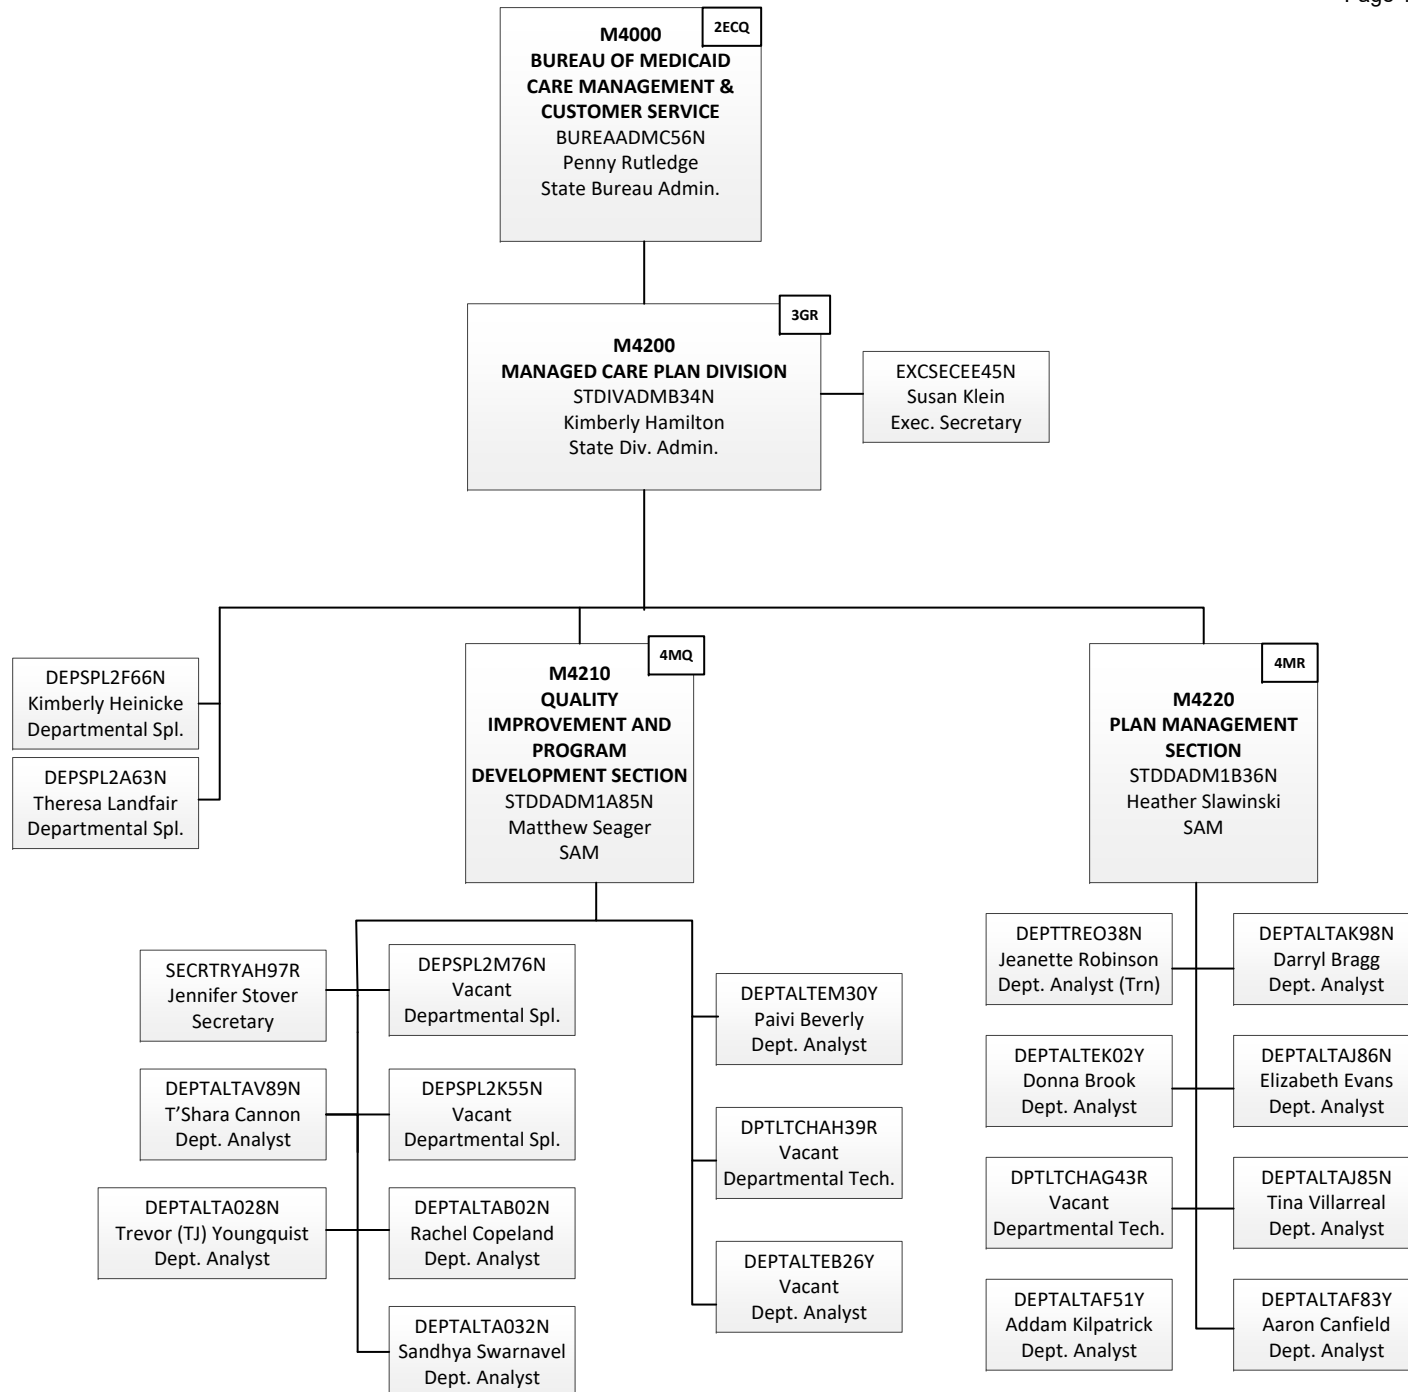 Page
2ECQ
M4000
BUREAU OF MEDICAID
CARE MANAGEMENT &
CUSTOMER SERVICE
BUREAADMC56N
Penny Rutledge
State Bureau Admin.
3GR
M4200
MANAGED CARE PLAN DIVISION
STDIVADMB34N
Kimberly Hamilton
State Div. Admin.
EXCSECEE45N
Susan Klein
Exec. Secretary
DEPSPL2F66N
Kimberly Heinicke
Departmental Spl.
DEPSPL2A63N
Theresa Landfair
Departmental Spl.
4MQ
M4210
QUALITY
IMPROVEMENT AND
PROGRAM
DEVELOPMENT SECTION
STDDADM1A85N
Matthew Seager
SAM
4MR
M4220
PLAN MANAGEMENT
SECTION
STDDADM1B36N
Heather Slawinski
SAM
SECRTRYAH97R
Jennifer Stover
Secretary
DEPSPL2M76N
Vacant
Departmental Spl.
DEPTALTEM30Y
Paivi Beverly
Dept. Analyst
DEPTALTAV89N
T’Shara Cannon
Dept. Analyst
DEPSPL2K55N
Vacant
Departmental Spl.
DPTLTCHAH39R
Vacant
Departmental Tech.
DEPTALTA028N
Trevor (TJ) Youngquist
Dept. Analyst
DEPTALTAB02N
Rachel Copeland
Dept. Analyst
DEPTALTEB26Y
Vacant
Dept. Analyst
DEPTALTA032N
Sandhya Swarnavel
Dept. Analyst
DEPTTREO38N
Jeanette Robinson
Dept. Analyst (Trn)
DEPTALTAK98N
Darryl Bragg
Dept. Analyst
DEPTALTEK02Y
Donna Brook
Dept. Analyst
DEPTALTAJ86N
Elizabeth Evans
Dept. Analyst
DPTLTCHAG43R
Vacant
Departmental Tech.
DEPTALTAJ85N
Tina Villarreal
Dept. Analyst
DEPTALTAF51Y
Addam Kilpatrick
Dept. Analyst
DEPTALTAF83Y
Aaron Canfield
Dept. Analyst